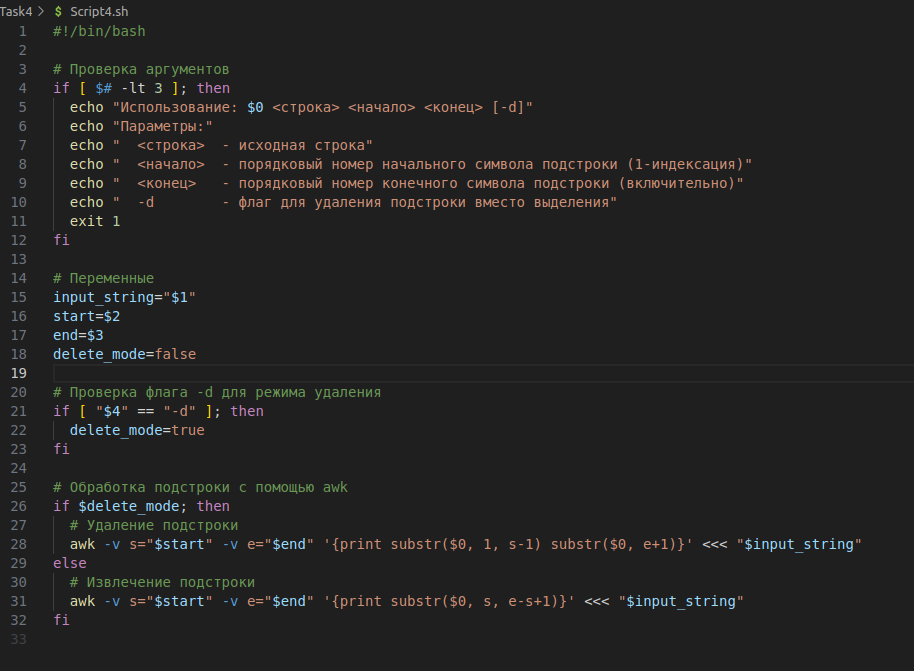 Task4 > $ Script4.sh
1 #!/bin/bash
2
3 # Проверка аргументов
4 if [ $# -lt 3 ]; then
5   echo "Использование: $0 <строка> <начало> <конец> [-d]"
6   echo "Параметры:"
7   echo "  <строка>  - исходная строка"
8   echo "  <начало>  - порядковый номер начального символа подстроки (1-индексация)"
9   echo "  <конец>   - порядковый номер конечного символа подстроки (включительно)"
10   echo "  -d        - флаг для удаления подстроки вместо выделения"
11   exit 1
12 fi
13
14 # Переменные
15 input_string="$1"
16 start=$2
17 end=$3
18 delete_mode=false
19
20 # Проверка флага -d для режима удаления
21 if [ "$4" == "-d" ]; then
22   delete_mode=true
23 fi
24
25 # Обработка подстроки с помощью awk
26 if $delete_mode; then
27   # Удаление подстроки
28   awk -v s="$start" -v e="$end" '{print substr($0, 1, s-1) substr($0, e+1)}' <<< "$input_string"
29 else
30   # Извлечение подстроки
31   awk -v s="$start" -v e="$end" '{print substr($0, s, e-s+1)}' <<< "$input_string"
32 fi
33